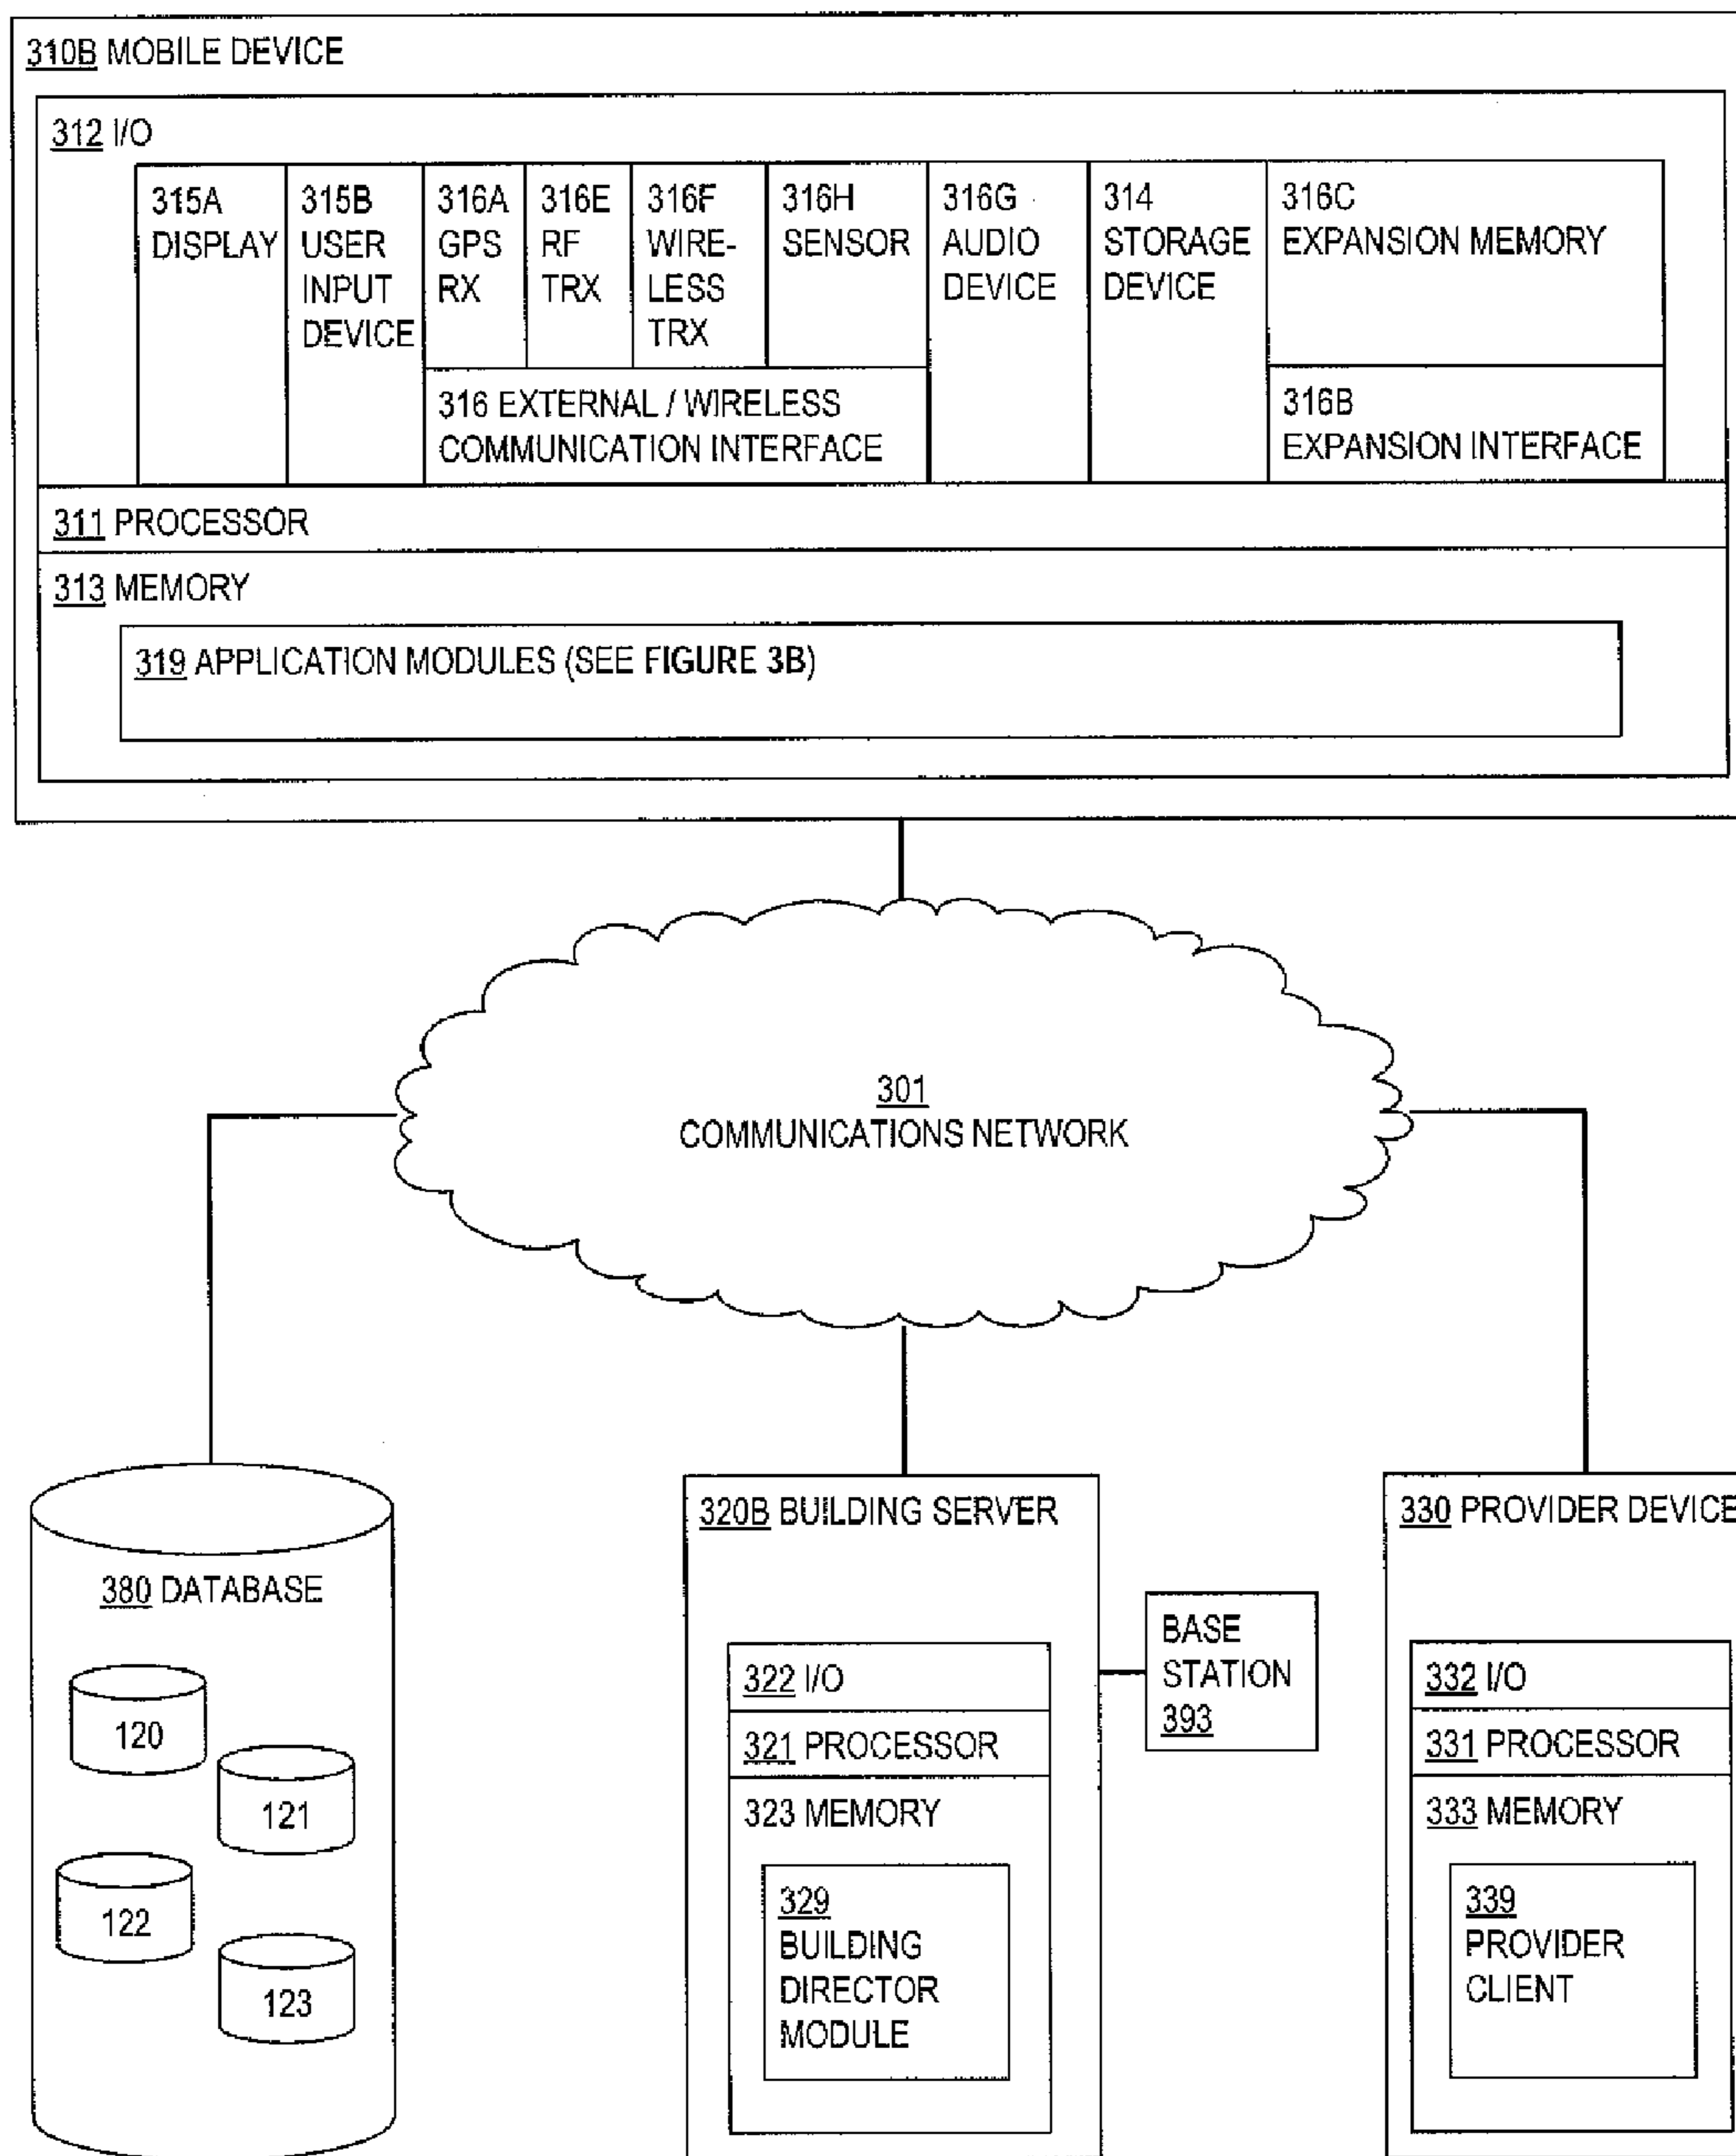 310B MOBILE DEVICE
312 I/O
315A
DISPLAY
315B
USER
INPUT
DEVICE
316A
GPS
RX
316E
RF
TRX
316F
WIRE-
LESS
TRX
316H
SENSOR
316G
AUDIO
DEVICE
314
STORAGE
DEVICE
316C
EXPANSION MEMORY
316 EXTERNAL / WIRELESS
COMMUNICATION INTERFACE
316B
EXPANSION INTERFACE
311 PROCESSOR
313 MEMORY
319 APPLICATION MODULES (SEE FIGURE 3B)
301
COMMUNICATIONS NETWORK
380 DATABASE
120
121
122
123
320B BUILDING SERVER
322 I/O
321 PROCESSOR
323 MEMORY
329
BUILDING
DIRECTOR
MODULE
BASE
STATION
393
330 PROVIDER DEVICE
332 I/O
331 PROCESSOR
333 MEMORY
339
PROVIDER
CLIENT